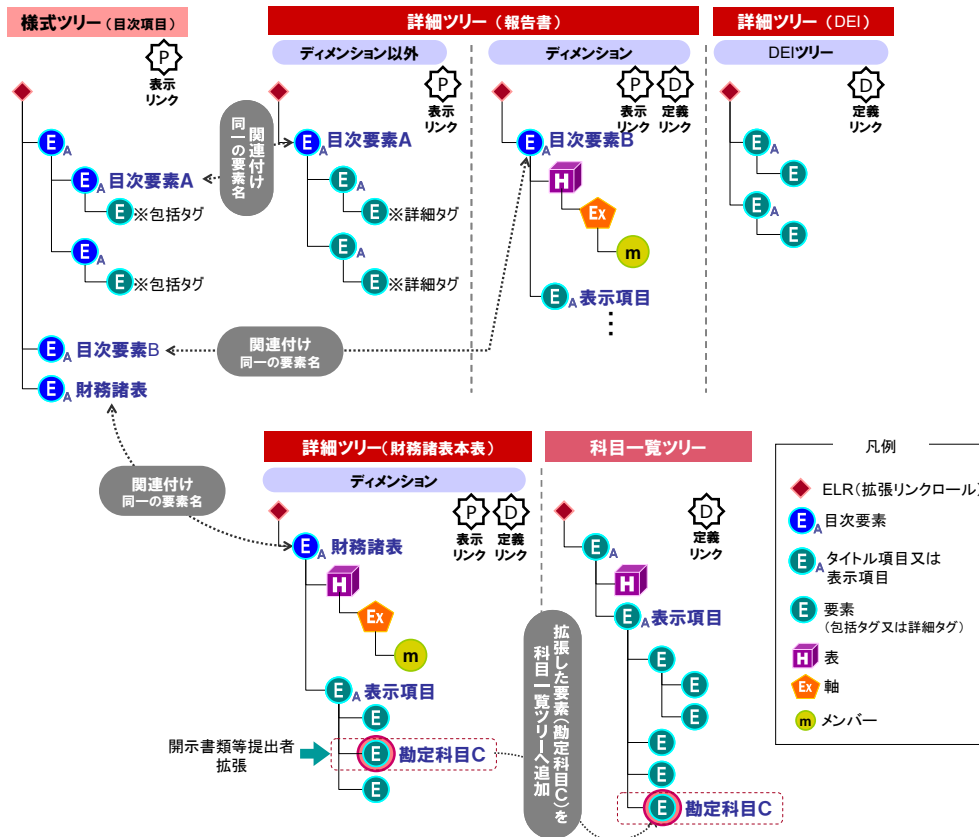 様式ツリー（目次項目）
詳細ツリー（報告書）
詳細ツリー（DEI）
ディメンション以外
ディメンション
DEIツリー
P
表示
リンク
P
表示
リンク
P
表示
リンク
D
定義
リンク
D
定義
リンク
E A
E A 目次要素A
E ※包括タグ
E A
E ※包括タグ
E A 目次要素B
E A 財務諸表
関連付け
同一の要素名
E A 目次要素A
E A
E ※詳細タグ
E A
E ※詳細タグ
E A 目次要素B
H
Ex
m
E A 表示項目
E A
E
E A
E
関連付け
同一の要素名
関連付け
同一の要素名
詳細ツリー（財務諸表本表）
科目一覧ツリー
ディメンション
P
表示
リンク
D
定義
リンク
D
定義
リンク
E A 財務諸表
H
Ex
m
E A 表示項目
E
開示書類等提出者
拡張
E 勘定科目C
E
拡張した要素（勘定科目C）を
科目一覧ツリーへ追加
E A
H
E A 表示項目
E
E
E
E
E
E 勘定科目C
凡例
ELR（拡張リンクロール）
E A 目次要素
E A タイトル項目又は
表示項目
E 要素
（包括タグ又は詳細タグ）
H 表
Ex 軸
m メンバー